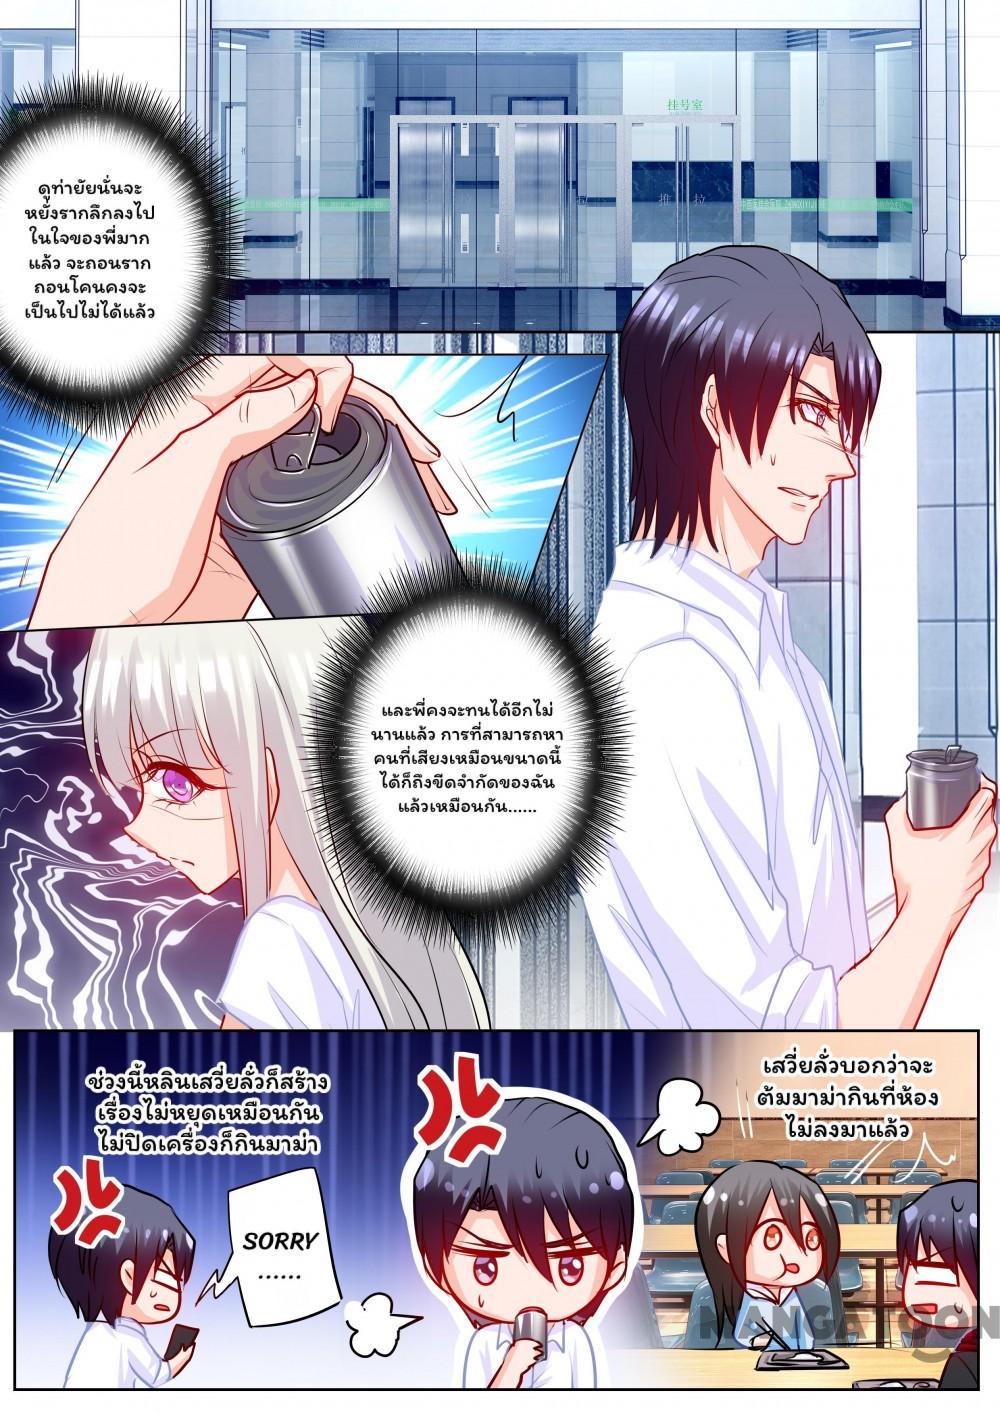 挂号室
推 拉
ดูท่ายัยนั่นจะ
หยั่งรากลึกลงไป
ในใจของพี่มาก
แล้ว จะถอนราก
ถอนโคนคงจะ
เป็นไปไม่ได้แล้ว
และพี่คงจะทนได้อีกไม่
นานแล้ว การที่สามารถหา
คนที่เสียงเหมือนขนาดนี้
ได้ก็ถึงขีดจำกัดของฉัน
แล้วเหมือนกัน......
ช่วงนี้หลินเสวี่ยลั่วก็สร้าง
เรื่องไม่หยุดเหมือนกัน
ไม่ปิดเครื่องก็กินมาม่า
SORRY
......
เสวี่ยลั่วบอกว่าจะ
ต้มมาม่ากินที่ห้อง
ไม่ลงมาแล้ว
MANGATOON